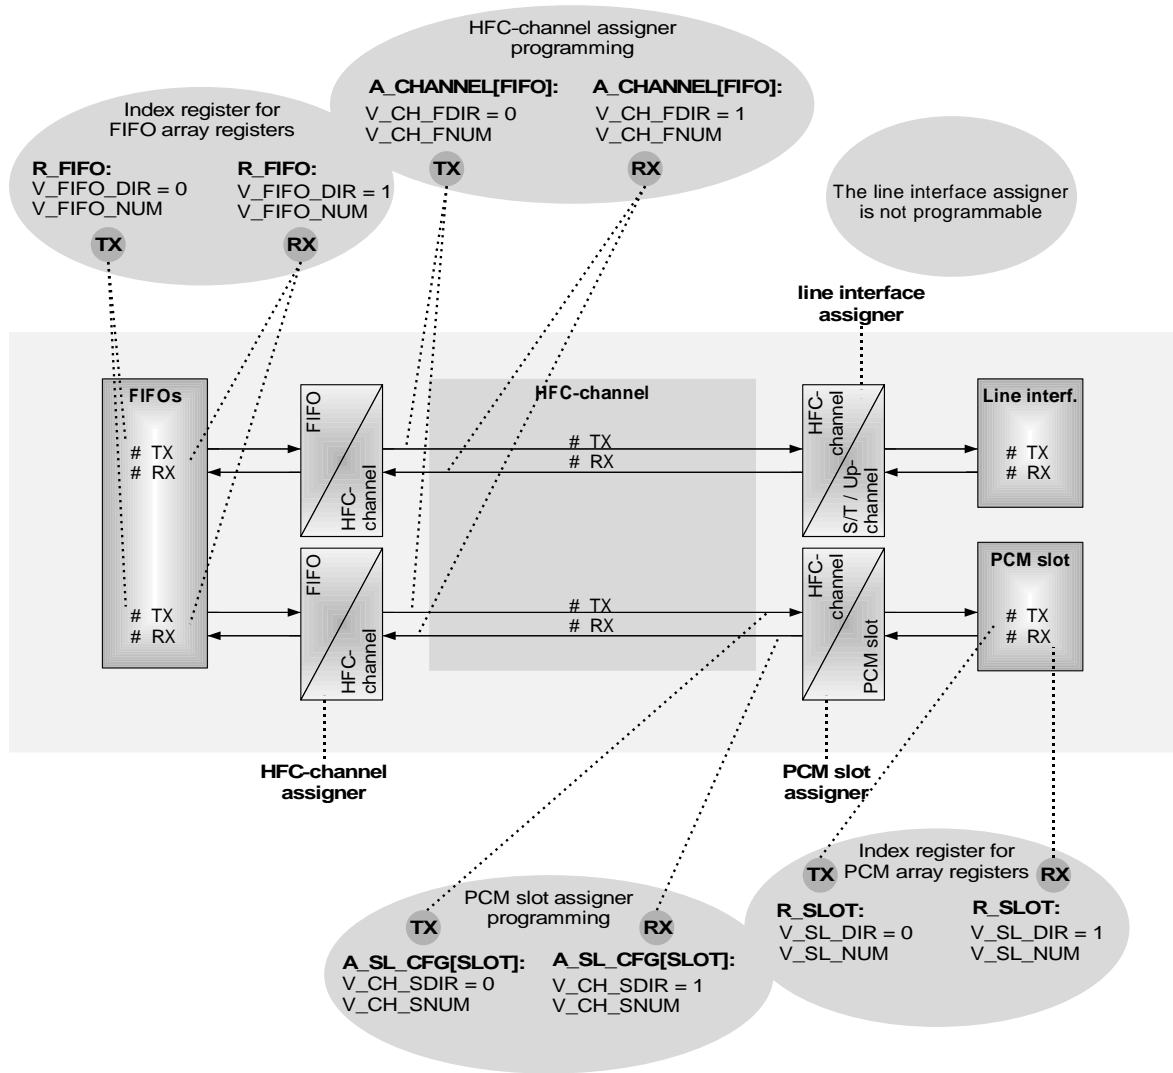 HFC-channel assigner
programming
A_CHANNEL[FIFO]:
V_CH_FDIR = 0
V_CH_FNUM
TX
A_CHANNEL[FIFO]:
V_CH_FDIR = 1
V_CH_FNUM
RX
Index register for
FIFO array registers
R_FIFO:
V_FIFO_DIR = 0
V_FIFO_NUM
TX
R_FIFO:
V_FIFO_DIR = 1
V_FIFO_NUM
RX
The line interface assigner
is not programmable
line interface
assigner
FIFOs
# TX
# RX
# TX
# RX
FIFO
HFC-
channel
FIFO
HFC-
channel
HFC-channel
# TX
# RX
# TX
# RX
HFC-
channel
S/T / Up-
channel
HFC-
channel
PCM slot
Line interf.
# TX
# RX
PCM slot
# TX
# RX
HFC-channel
assigner
PCM slot
assigner
PCM slot assigner
programming
TX
A_SL_CFG[SLOT]:
V_CH_SDIR = 0
V_CH_SNUM
RX
A_SL_CFG[SLOT]:
V_CH_SDIR = 1
V_CH_SNUM
Index register for
PCM array registers
TX
R_SLOT:
V_SL_DIR = 0
V_SL_NUM
RX
R_SLOT:
V_SL_DIR = 1
V_SL_NUM